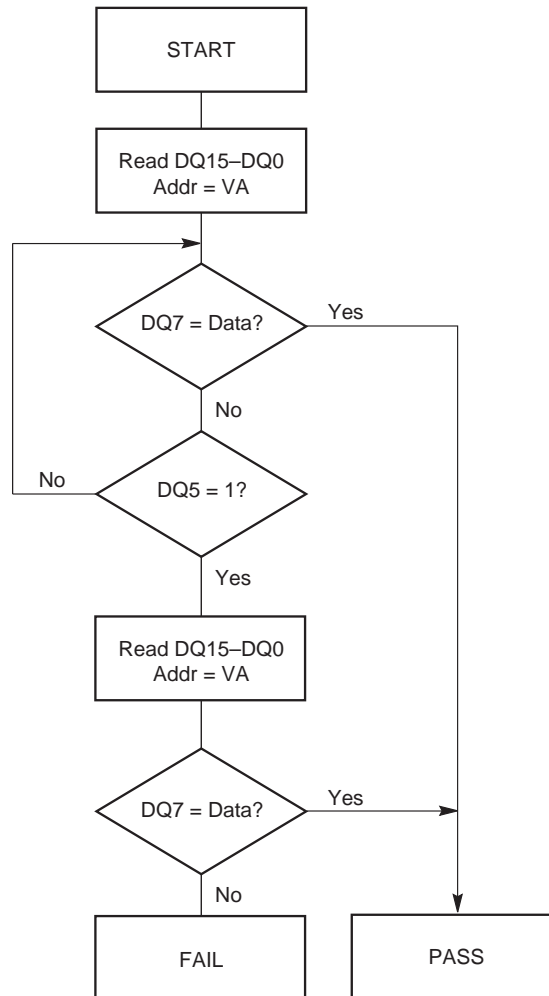 START
Read DQ15–DQ0
Addr = VA
DQ7 = Data?
Yes
No
No
DQ5 = 1?
Yes
Read DQ15–DQ0
Addr = VA
DQ7 = Data?
Yes
No
FAIL
PASS